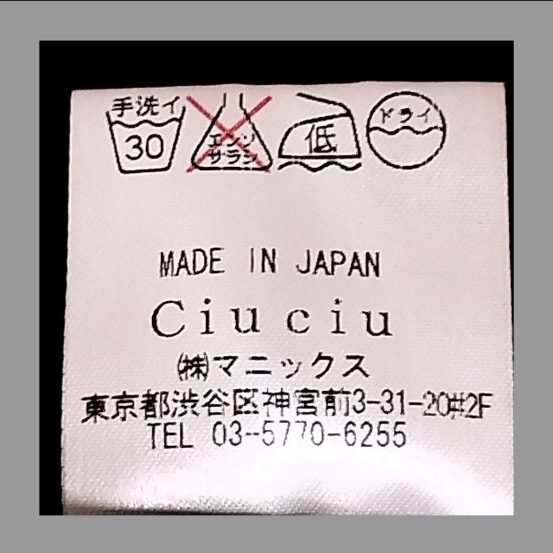 手洗イ 30 エンソサラシ 低 ドライ
MADE IN JAPAN
Ciu ciu
㈱マニックス
東京都渋谷区神宮前3-31-20#2F
TEL 03-5770-6255